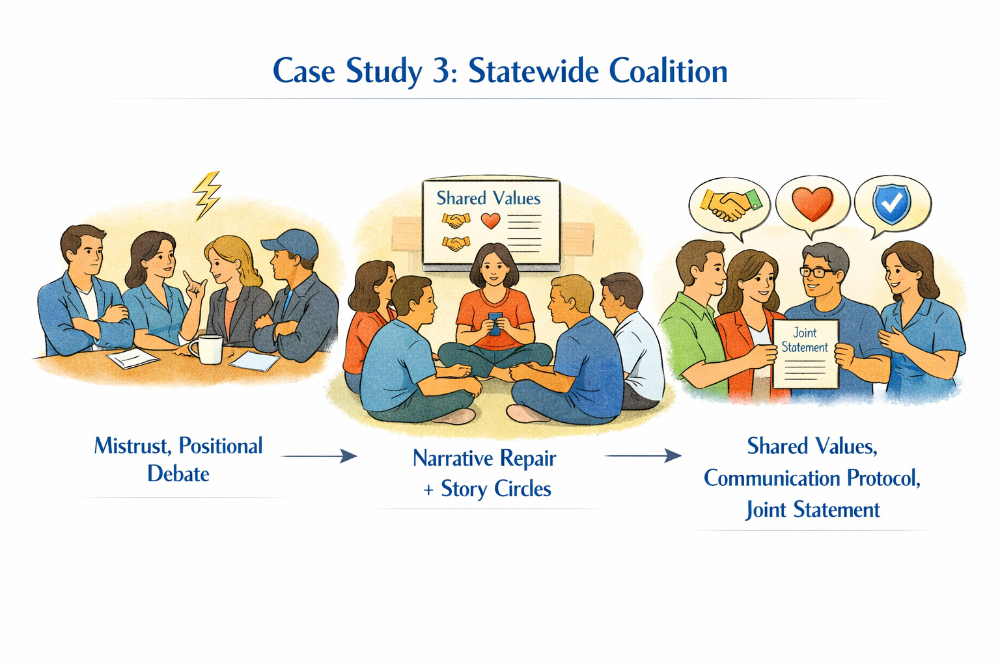 Case Study 3: Statewide Coalition
Shared Values
Joint
Statement
Mistrust, Positional
Debate
Narrative Repair
+ Story Circles
Shared Values,
Communication Protocol,
Joint Statement